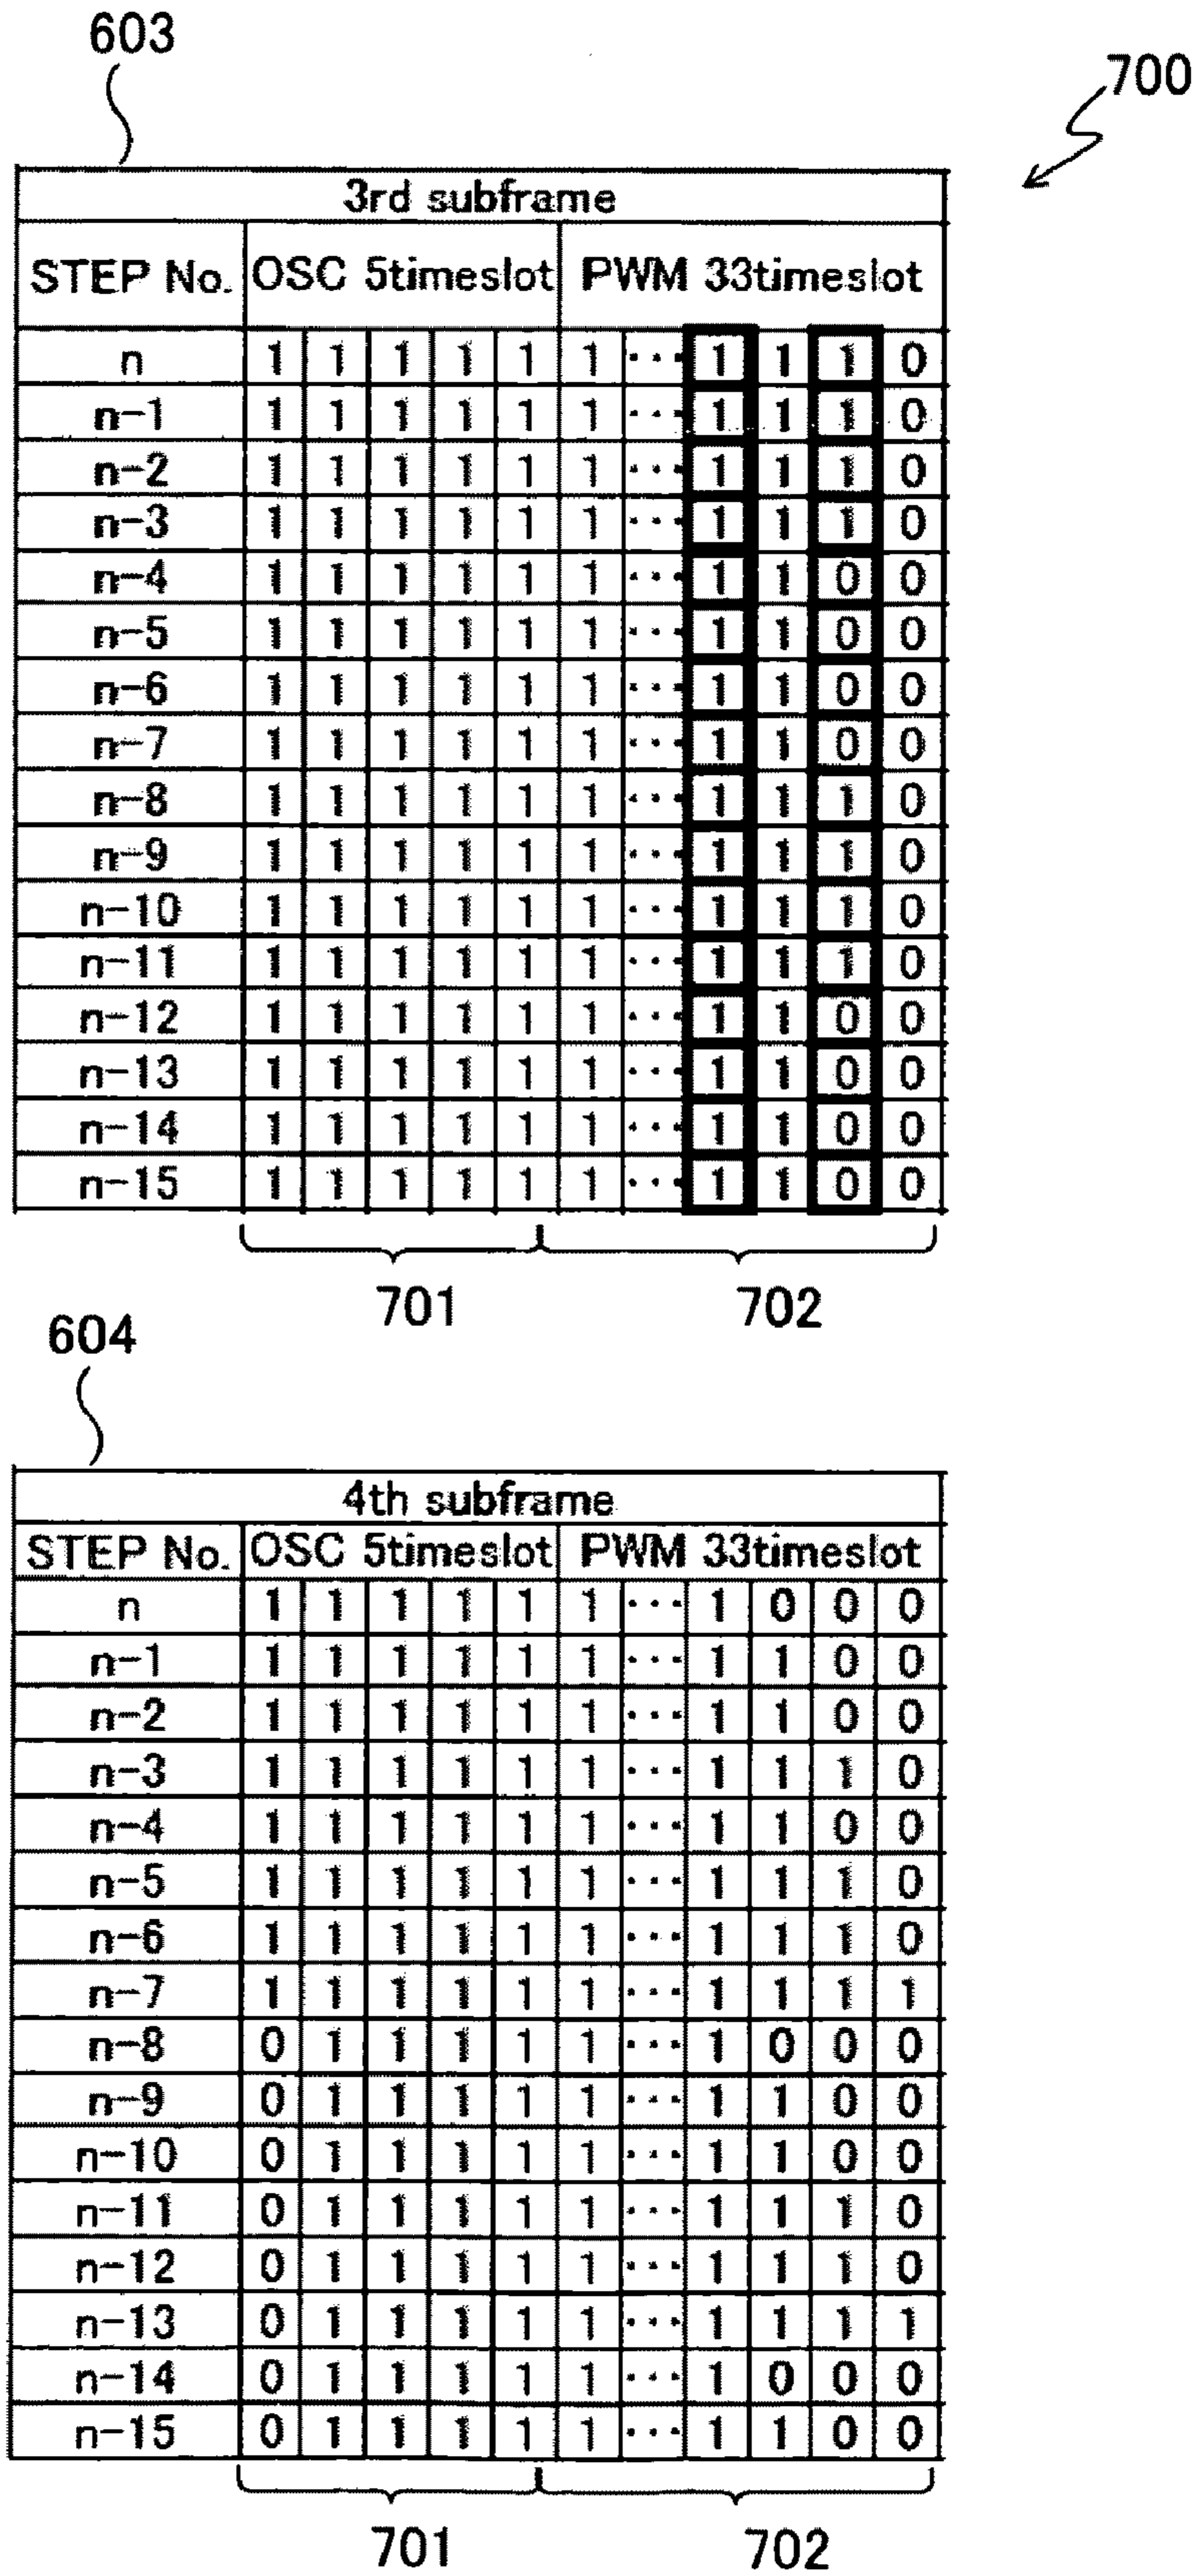 603
700
3rd subframe
STEP No. OSC 5timeslot PWM 33timeslot
n 1 1 1 1 1 1 ... 1 1 1 0
n-1 1 1 1 1 1 1 ... 1 1 1 0
n-2 1 1 1 1 1 1 ... 1 1 1 0
n-3 1 1 1 1 1 1 ... 1 1 1 0
n-4 1 1 1 1 1 1 ... 1 1 0 0
n-5 1 1 1 1 1 1 ... 1 1 0 0
n-6 1 1 1 1 1 1 ... 1 1 0 0
n-7 1 1 1 1 1 1 ... 1 1 0 0
n-8 1 1 1 1 1 1 ... 1 1 1 0
n-9 1 1 1 1 1 1 ... 1 1 1 0
n-10 1 1 1 1 1 1 ... 1 1 1 0
n-11 1 1 1 1 1 1 ... 1 1 1 0
n-12 1 1 1 1 1 1 ... 1 1 0 0
n-13 1 1 1 1 1 1 ... 1 1 0 0
n-14 1 1 1 1 1 1 ... 1 1 0 0
n-15 1 1 1 1 1 1 ... 1 1 0 0
701 702
604
4th subframe
STEP No. OSC 5timeslot PWM 33timeslot
n 1 1 1 1 1 1 ... 1 0 0 0
n-1 1 1 1 1 1 1 ... 1 1 0 0
n-2 1 1 1 1 1 1 ... 1 1 0 0
n-3 1 1 1 1 1 1 ... 1 1 1 0
n-4 1 1 1 1 1 1 ... 1 1 0 0
n-5 1 1 1 1 1 1 ... 1 1 1 0
n-6 1 1 1 1 1 1 ... 1 1 1 0
n-7 1 1 1 1 1 1 ... 1 1 1 1
n-8 0 1 1 1 1 1 ... 1 0 0 0
n-9 0 1 1 1 1 1 ... 1 1 0 0
n-10 0 1 1 1 1 1 ... 1 1 0 0
n-11 0 1 1 1 1 1 ... 1 1 1 0
n-12 0 1 1 1 1 1 ... 1 1 1 0
n-13 0 1 1 1 1 1 ... 1 1 1 1
n-14 0 1 1 1 1 1 ... 1 0 0 0
n-15 0 1 1 1 1 1 ... 1 1 0 0
701 702